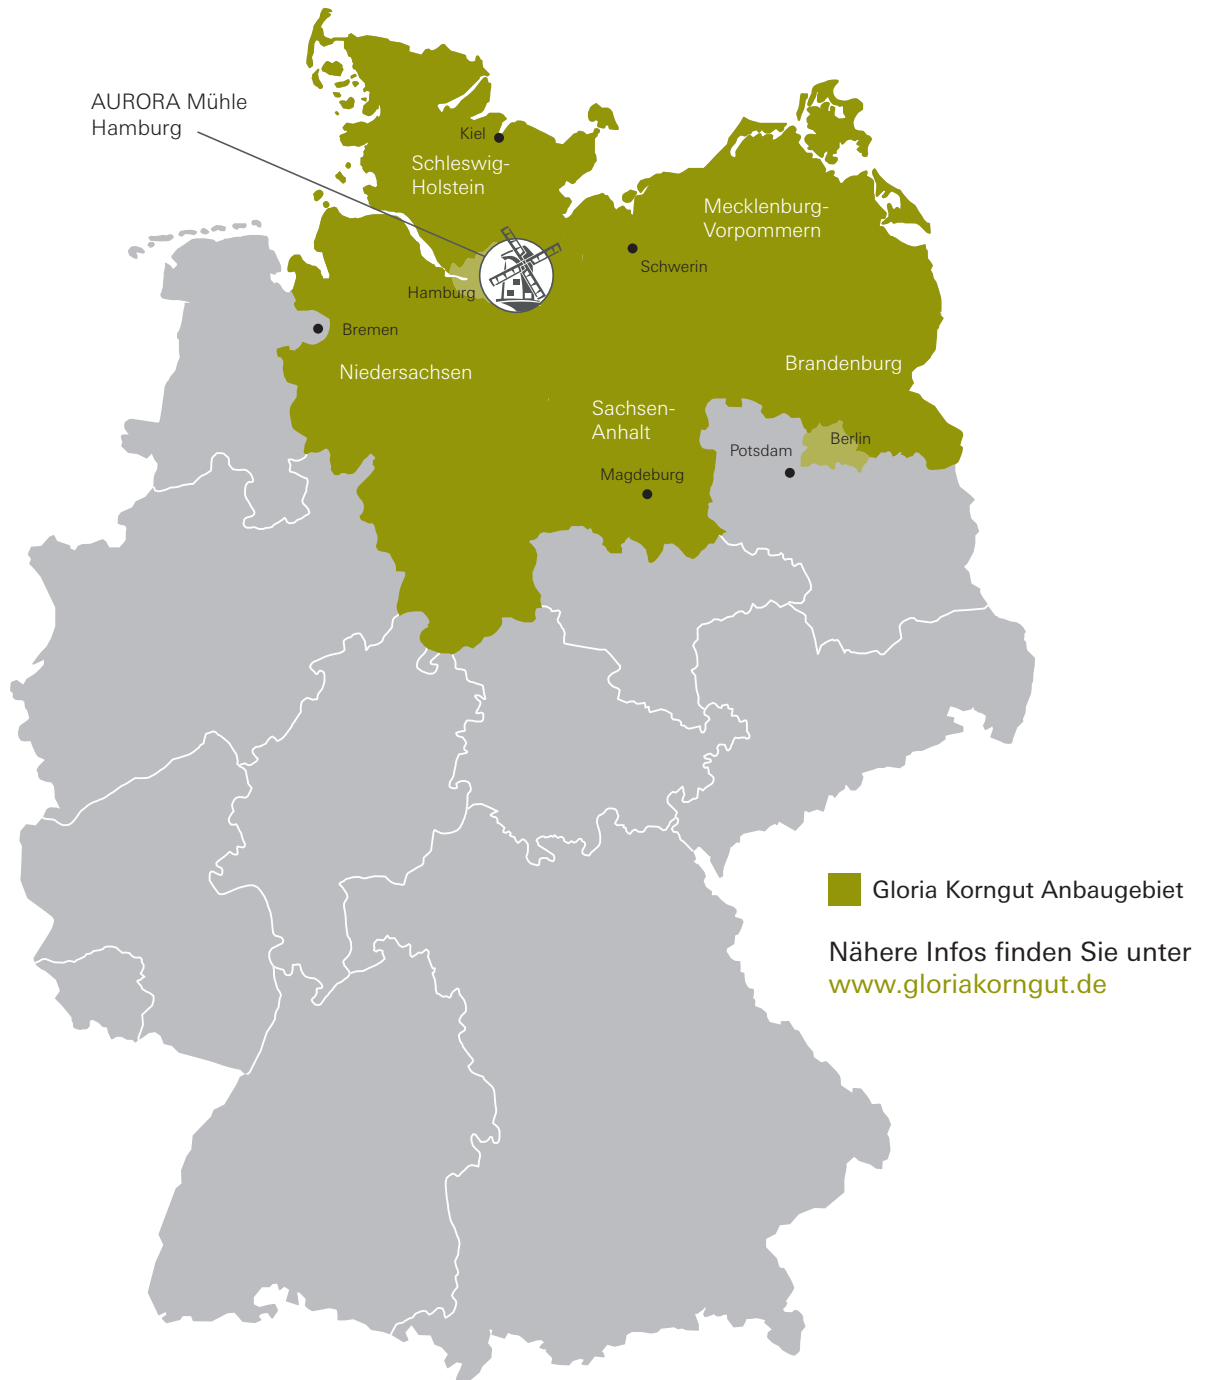 AURORA Mühle
Hamburg
Kiel
Schleswig-
Holstein
Mecklenburg-
Vorpommern
Schwerin
Hamburg
Bremen
Niedersachsen
Brandenburg
Sachsen-
Anhalt
Berlin
Potsdam
Magdeburg
Gloria Korngut Anbaugebiet
Nähere Infos finden Sie unter
www.gloriakorngut.de